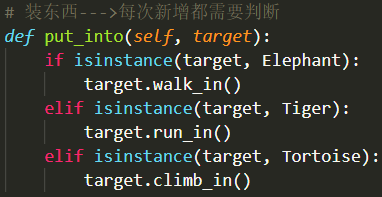 # 装东西--->每次新增都需要判断
def put_into(self, target):
    if isinstance(target, Elephant):
        target.walk_in()
    elif isinstance(target, Tiger):
        target.run_in()
    elif isinstance(target, Tortoise):
        target.climb_in()